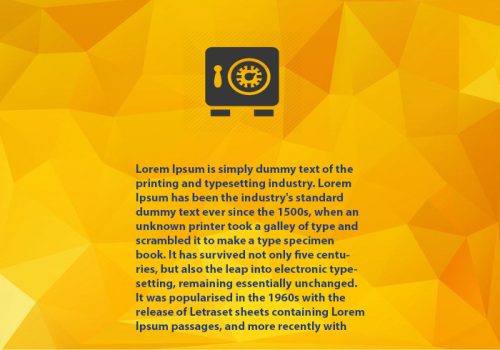 Lorem Ipsum is simply dummy text of the
printing and typesetting industry. Lorem
Ipsum has been the industry's standard
dummy text ever since the 1500s, when an
unknown printer took a galley of type and
scrambled it to make a type specimen
book. It has survived not only five centu-
ries, but also the leap into electronic type-
setting, remaining essentially unchanged.
It was popularised in the 1960s with the
release of Letraset sheets containing Lorem
Ipsum passages, and more recently with